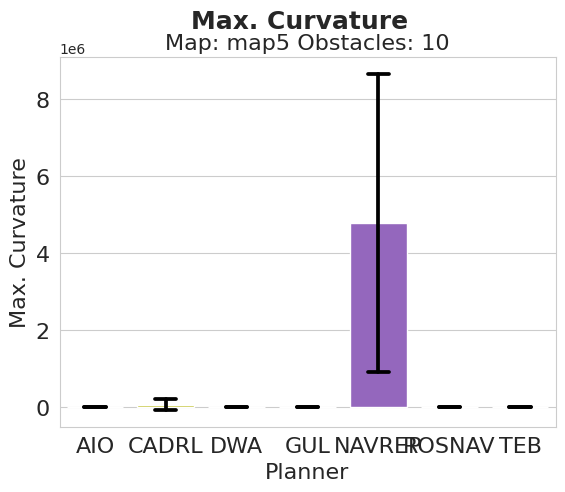 Max. Curvature
Map: map5 Obstacles: 10
1e6
Max. Curvature
8
6
4
2
0
AIO CADRL DWA GUL NAVREP ROSNAV TEB
Planner